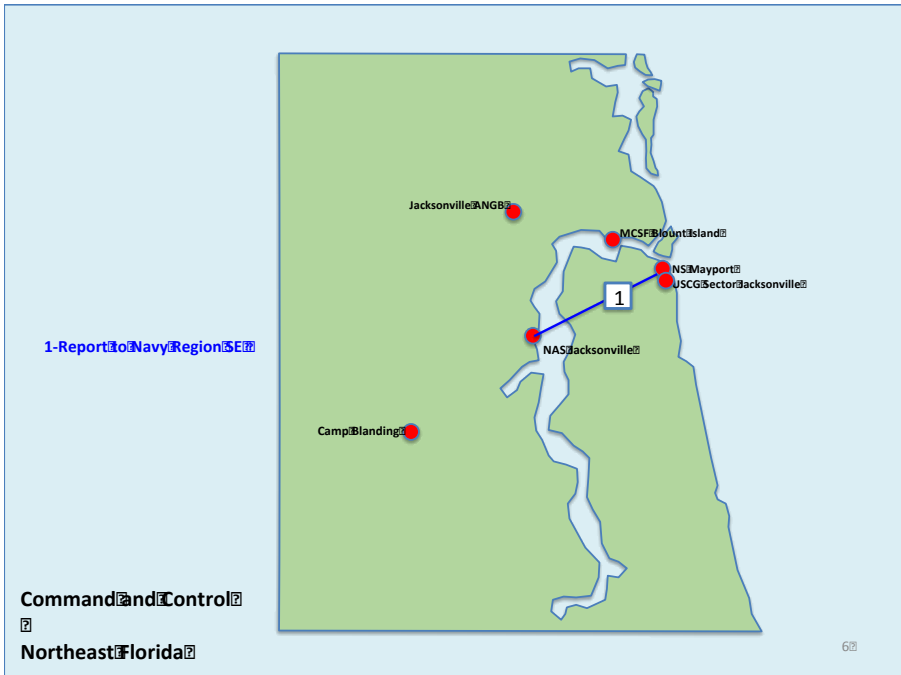 Jacksonville ANGB
MCSF Blount Island
NS Mayport
USCG Sector Jacksonville
1
1-Report to Navy Region SE
NAS Jacksonville
Camp Blanding
Command and Control
Northeast Florida
6